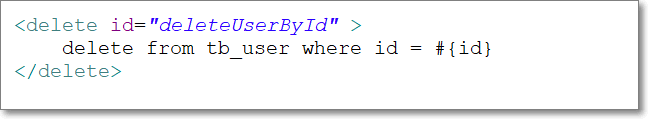 <delete id="deleteUserById" >
    delete from tb_user where id = #{id}
</delete>